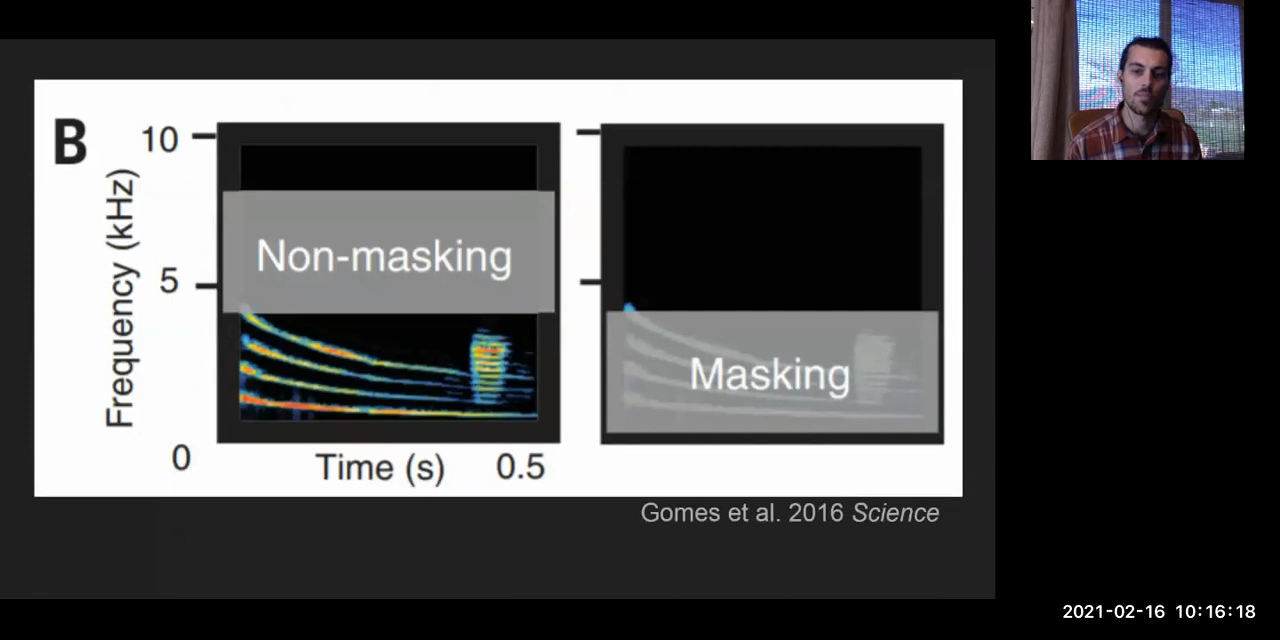 B
10
5
0
Frequency (kHz)
Non-masking
Masking
Time (s)
0.5
Gomes et al. 2016 Science
2021-02-16 10:16:18